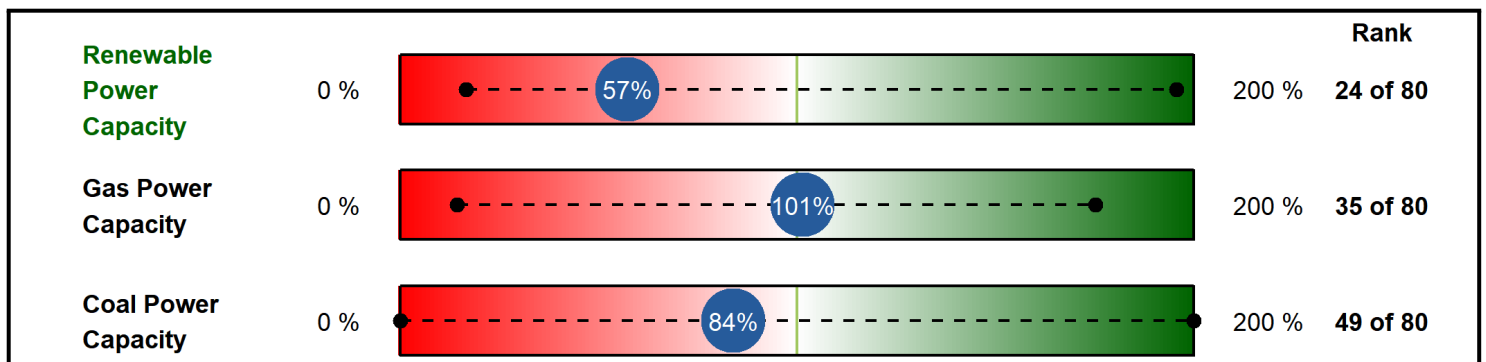 Rank
Renewable
Power
Capacity
0 %
57%
200 %
24 of 80
Gas Power
Capacity
0 %
101%
200 %
35 of 80
Coal Power
Capacity
0 %
84%
200 %
49 of 80